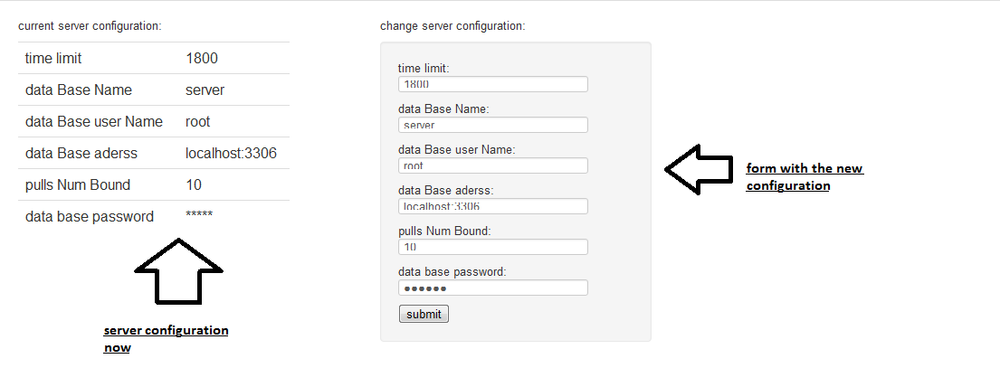 current server configuration:
time limit 1800
data Base Name server
data Base user Name root
data Base aderss localhost:3306
pulls Num Bound 10
data base password *****
server configuration
now
change server configuration:
time limit:
1800
data Base Name:
server
data Base user Name:
root
data Base aderss:
localhost:3306
pulls Num Bound:
10
data base password:
●●●●●●
submit
form with the new
configuration